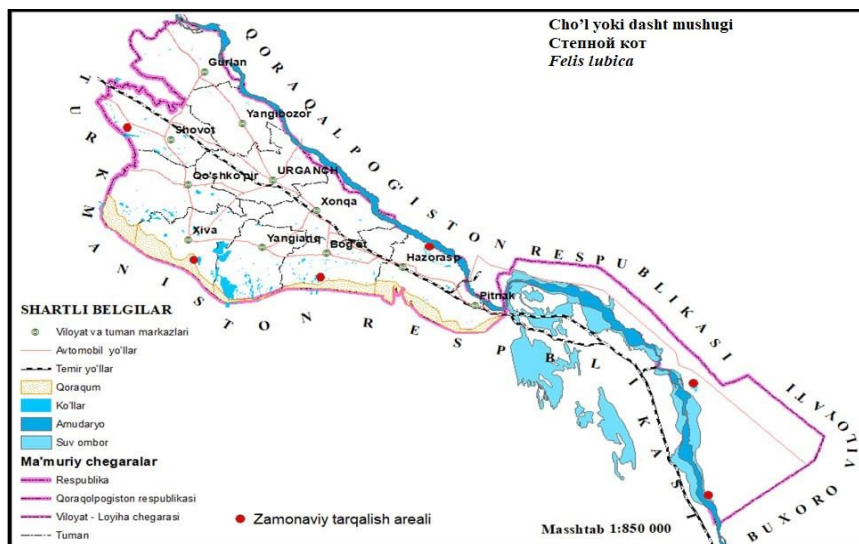 Cho'l yoki dasht mushugi
Степной кот
Felis lubica
QORAQALPOG'ISTON RESPUBLIKASI
TURKMANISTON RESPBLIKASI
BUXORO VILOYATI
Gurlan
Yangibozor
Shovot
Qo'shko'pir
URGANCH
Xonqa
Xiva
Yangiariq
Bog'ot
Hazorasp
Pitnak
SHARTLI BELGILAR
Viloyat va tuman markazlari
Avtomobil yo'llar
Temir yo'llar
Qoraqum
Ko'llar
Amudaryo
Suv ombor
Ma'muriy chegaralar
Respublika
Qoraqolpogiston respublikasi
Viloyat - Loyiha chegarasi
Tuman
Zamonaviy tarqalish areali
Masshtab 1:850 000